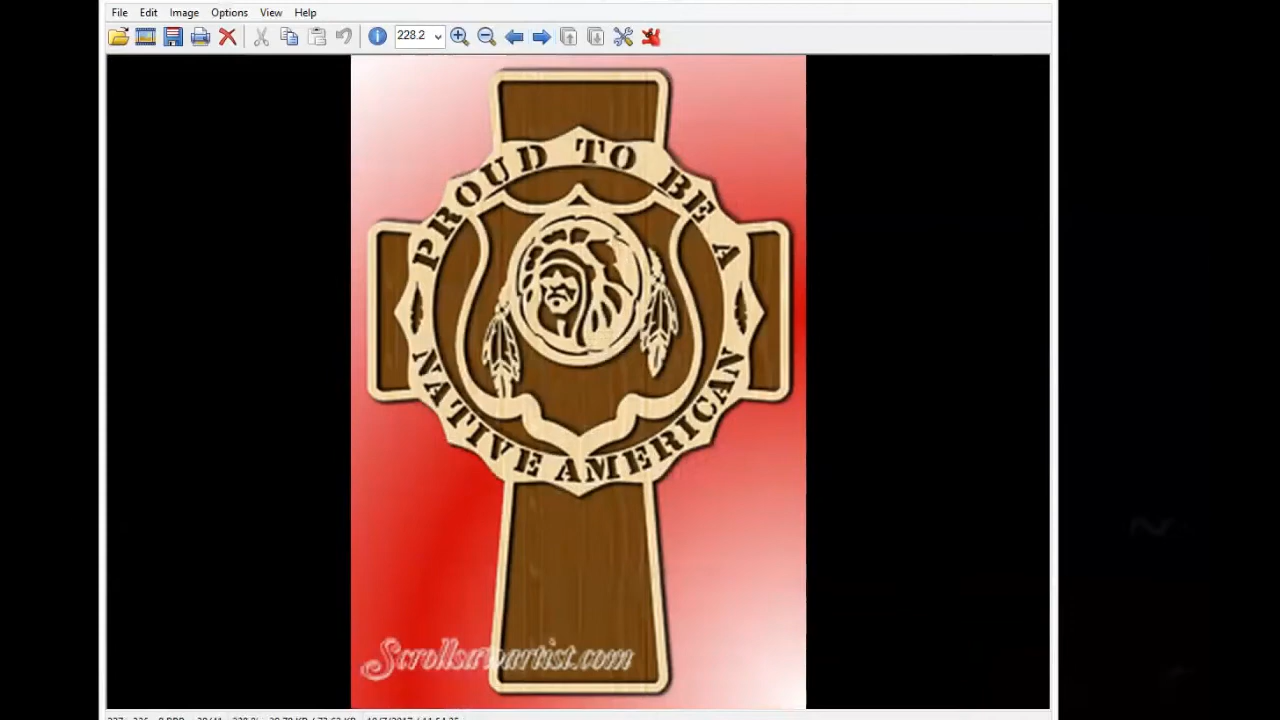 File Edit Image Options View Help
228.2
PROUD TO BE A
NATIVE AMERICAN
Scrollsawartist.com